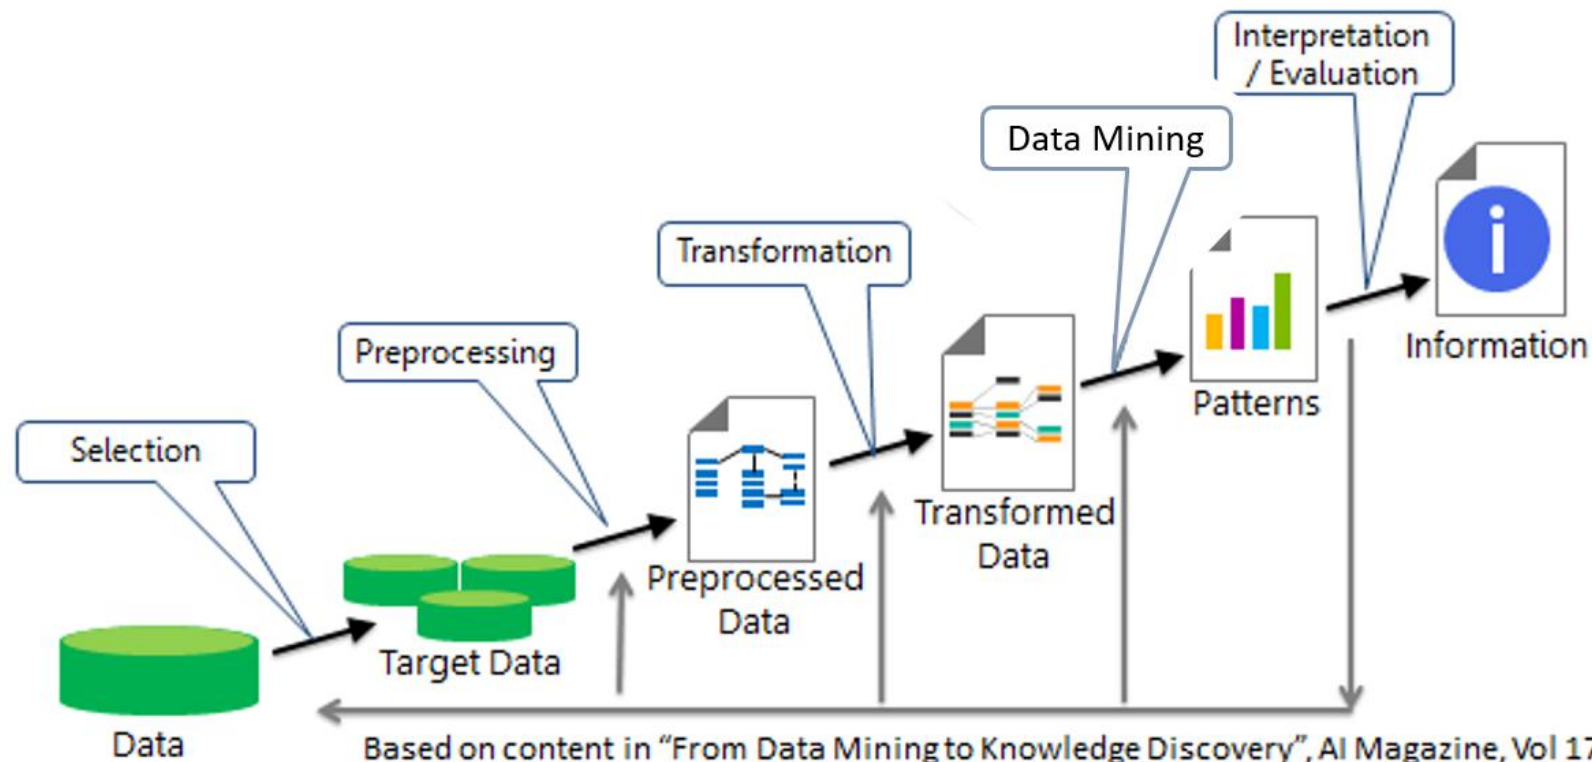 Interpretation
/ Evaluation
Data Mining
Transformation
Preprocessing
Selection
Information
Patterns
Transformed
Data
Preprocessed
Data
Target Data
Data
Based on content in “From Data Mining to Knowledge Discovery”, AI Magazine, Vol 17